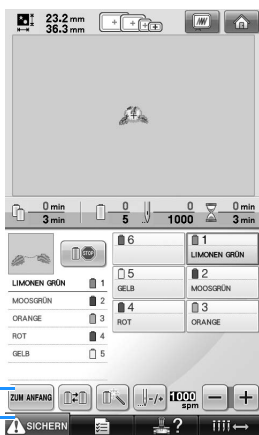 23.2 mm
36.3 mm
0 min
3 min
0
5
0
1000
0 min
3 min
6
1
LIMONEN GRÜN
5
GELB
2
MOOSGRÜN
4
ROT
3
ORANGE
STOP
LIMONEN GRÜN 1
MOOSGRÜN 2
ORANGE 3
ROT 4
GELB 5
ZUM ANFANG
-/+
1000
spm
- +
SICHERN
?